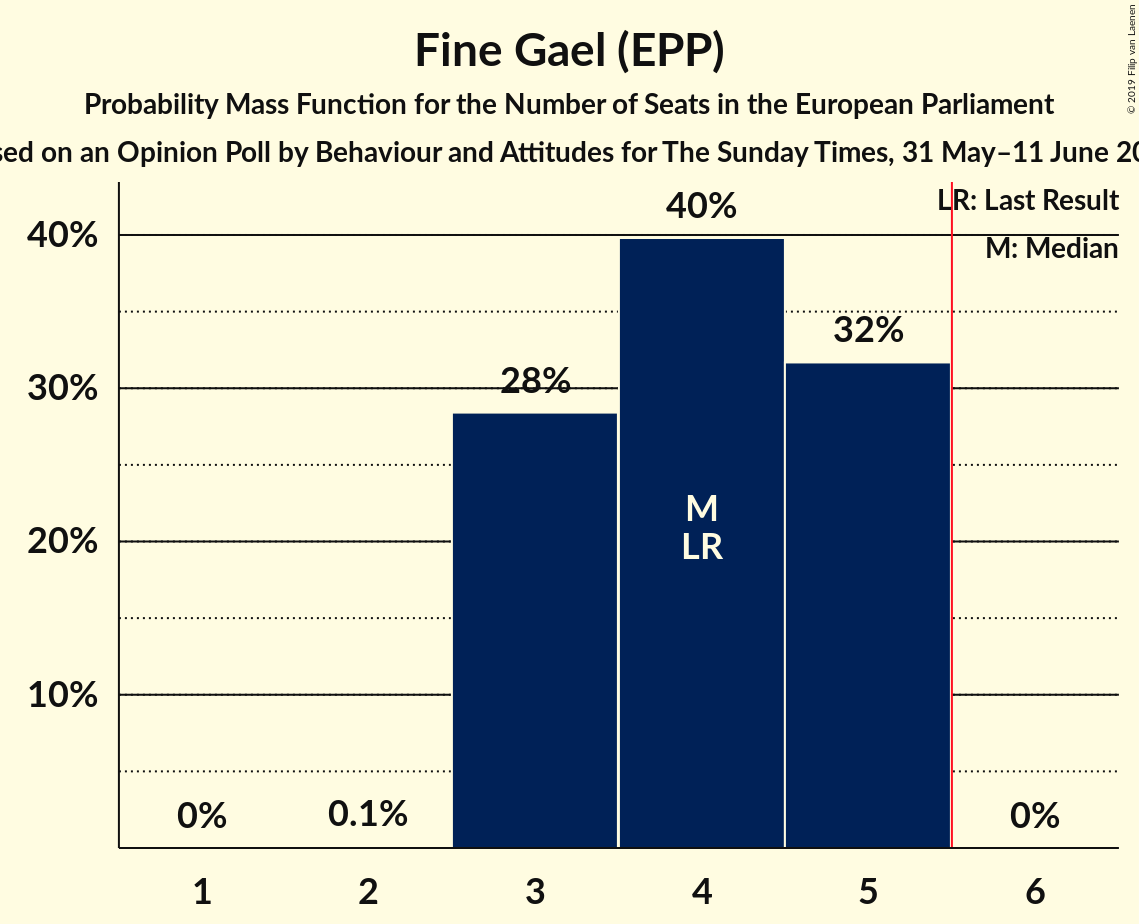 Fine Gael (EPP)
Probability Mass Function for the Number of Seats in the European Parliament
on an Opinion Poll by Behaviour and Attitudes for The Sunday Times, 31 May–11 June
© 2019 Filip van Laenen
LR: Last Result
M: Median
40%
30%
20%
10%
0%
0.1%
28%
40%
32%
0%
M
LR
1
2
3
4
5
6